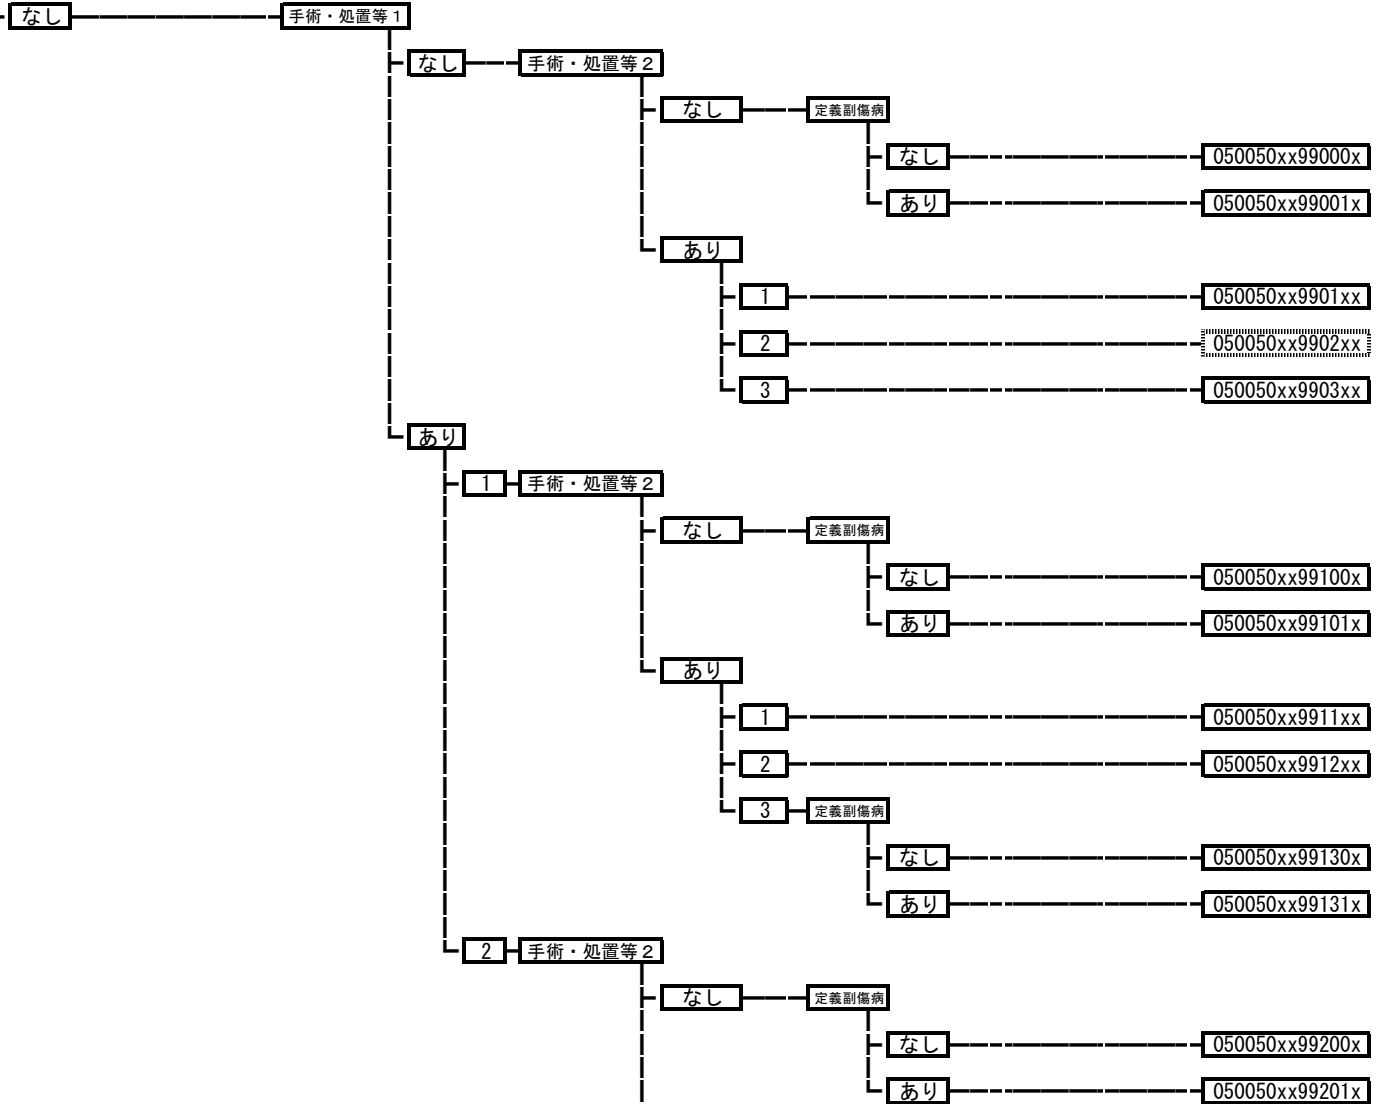 なし 手術・処置等１
なし 手術・処置等２
なし 定義副傷病
なし 050050xx99000x
あり 050050xx99001x
あり
1 050050xx9901xx
2 050050xx9902xx
3 050050xx9903xx
あり
1 手術・処置等２
なし 定義副傷病
なし 050050xx99100x
あり 050050xx99101x
あり
1 050050xx9911xx
2 050050xx9912xx
3 定義副傷病
なし 050050xx99130x
あり 050050xx99131x
2 手術・処置等２
なし 定義副傷病
なし 050050xx99200x
あり 050050xx99201x